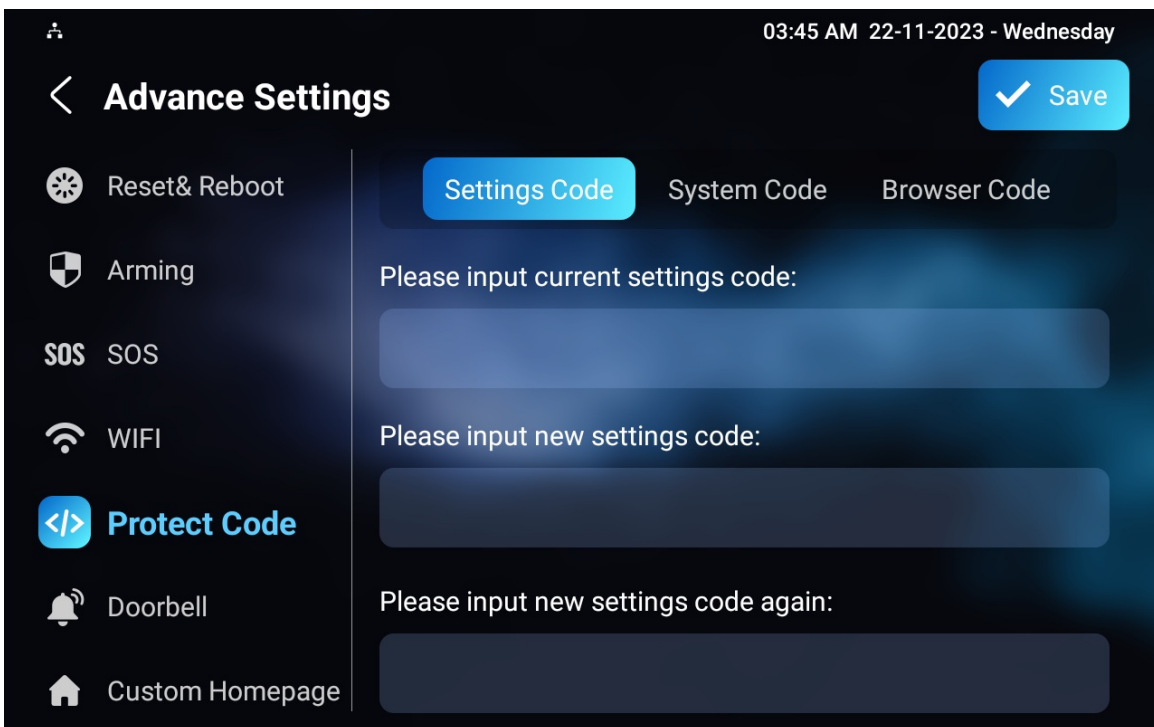 03:45 AM 22-11-2023 - Wednesday
Advance Settings
Save
Reset& Reboot
Arming
SOS SOS
WIFI
Protect Code
Doorbell
Custom Homepage
Settings Code System Code Browser Code
Please input current settings code:
Please input new settings code:
Please input new settings code again: